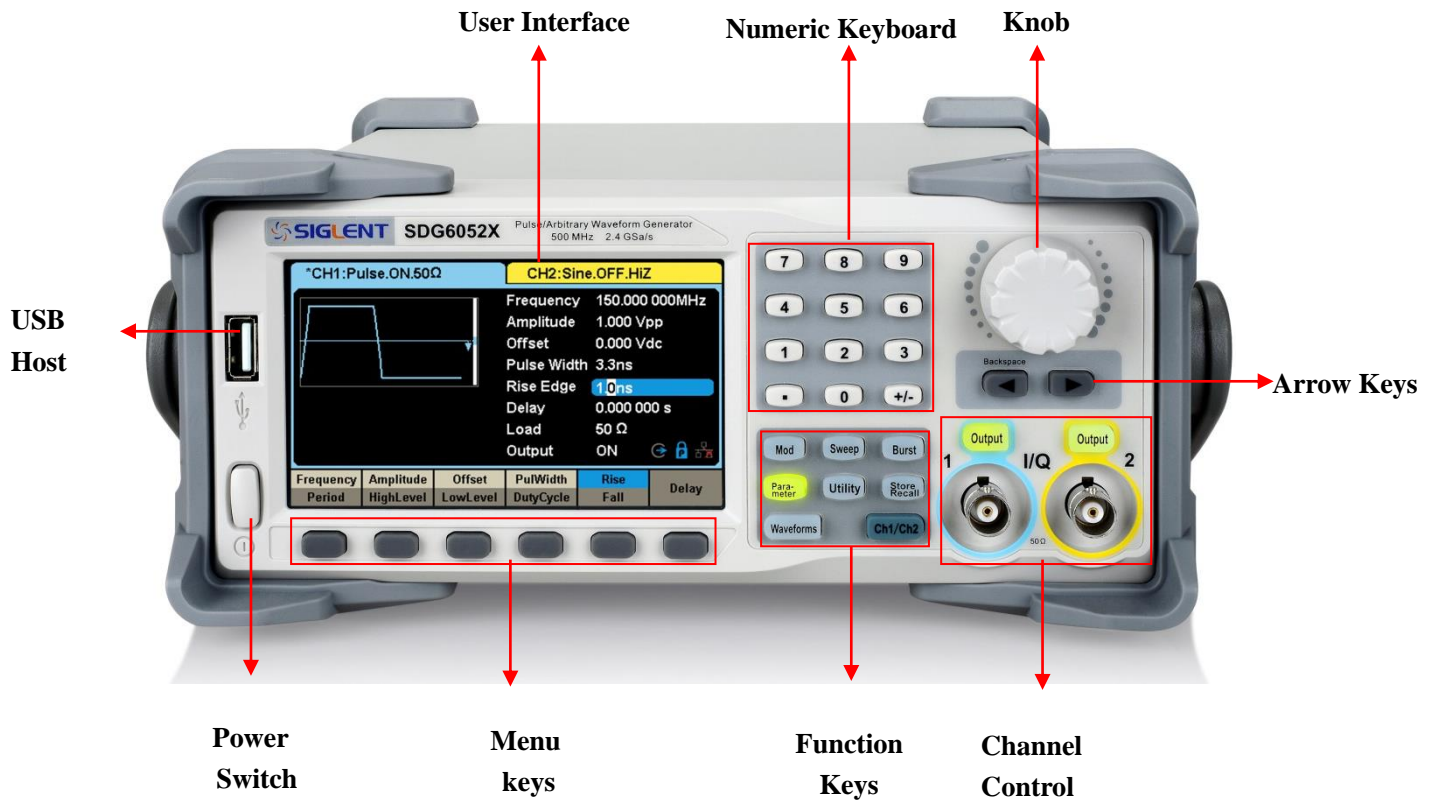 User Interface
Numeric Keyboard
Knob
SIGLENT SDG6052X
Pulse/Arbitrary Waveform Generator
500 MHz 2.4 GSa/s
*CH1:Pulse.ON.50Ω
CH2:Sine.OFF.HiZ
Frequency 150.000 000MHz
Amplitude 1.000 Vpp
Offset 0.000 Vdc
Pulse Width 3.3ns
Rise Edge 1.0ns
Delay 0.000 000 s
Load 50 Ω
Output ON
Frequency Amplitude Offset PulWidth Rise Delay
Period HighLevel LowLevel DutyCycle Fall
7 8 9
4 5 6
1 2 3
. 0 +/-
Mod Sweep Burst
Para-
meter
Utility
Store
Recall
Waveforms Ch1/Ch2
Backspace
Output Output
1 I/Q 2
50Ω
USB
Host
Arrow Keys
Power
Switch
Menu
keys
Function
Keys
Channel
Control